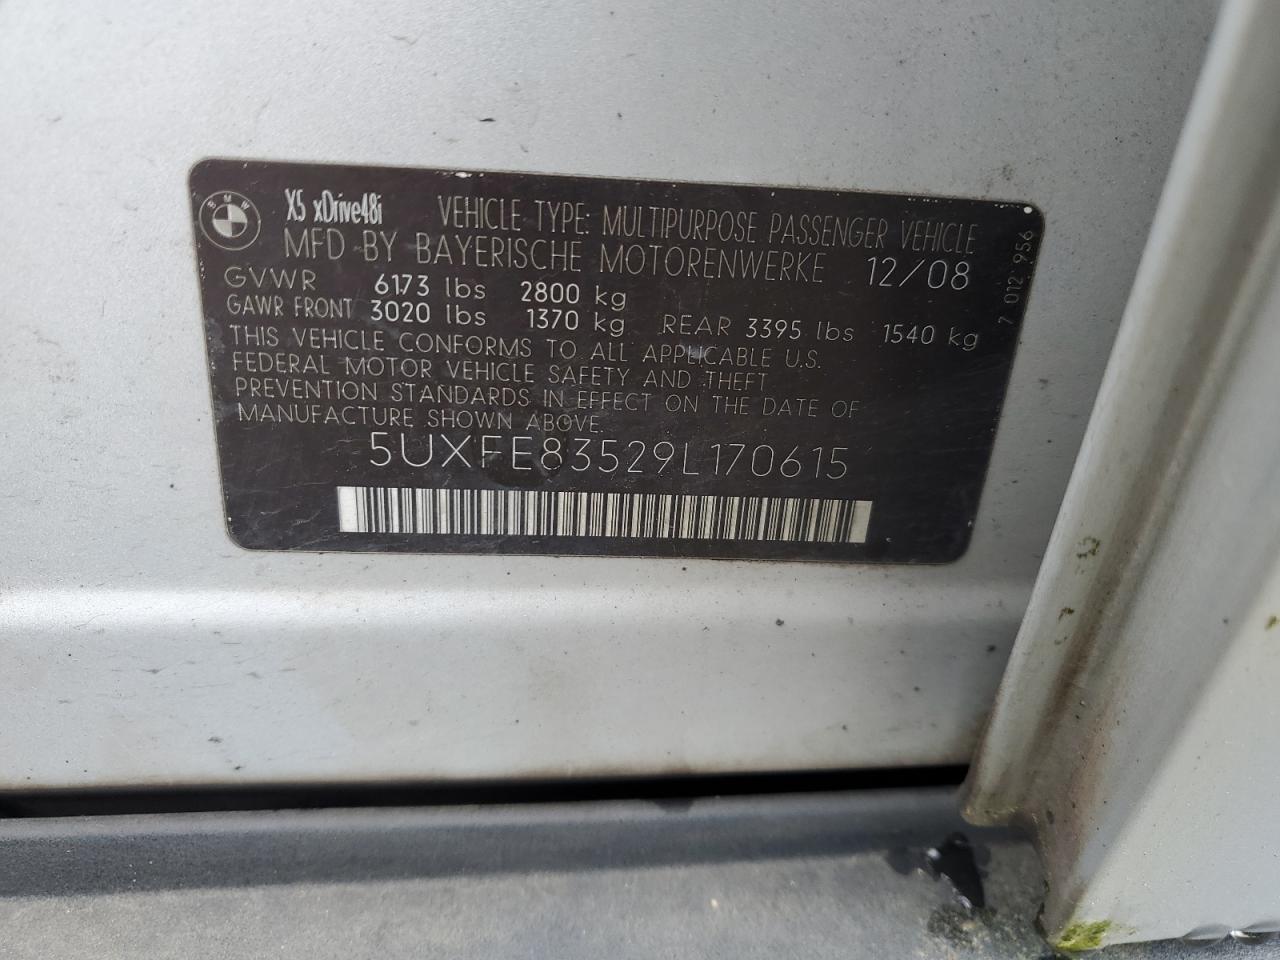 BMW
X5 xDrive48i VEHICLE TYPE: MULTIPURPOSE PASSENGER VEHICLE
MFD BY BAYERISCHE MOTORENWERKE 12/08
GVWR 6173 lbs 2800 kg
GAWR FRONT 3020 lbs 1370 kg REAR 3395 lbs 1540 kg
THIS VEHICLE CONFORMS TO ALL APPLICABLE U.S.
FEDERAL MOTOR VEHICLE SAFETY AND THEFT
PREVENTION STANDARDS IN EFFECT ON THE DATE OF
MANUFACTURE SHOWN ABOVE.
5UXFE83529L170615
7 012 956